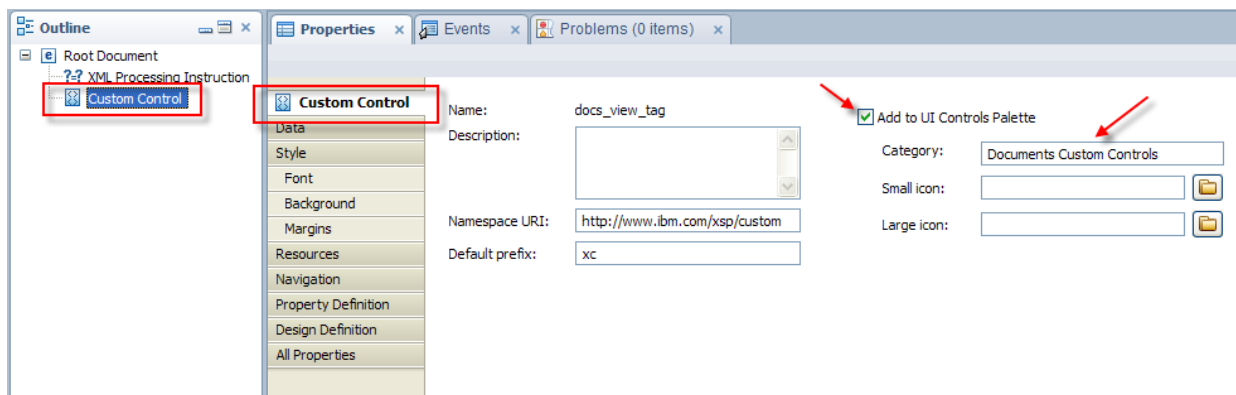 Outline
Root Document
?=? XML Processing Instruction
Custom Control
Properties
Events
Problems (0 items)
Custom Control
Data
Style
Font
Background
Margins
Resources
Navigation
Property Definition
Design Definition
All Properties
Name: docs_view_tag
Description:
Namespace URI: http://www.ibm.com/xsp/custom
Default prefix: xc
Add to UI Controls Palette
Category: Documents Custom Controls
Small icon:
Large icon: